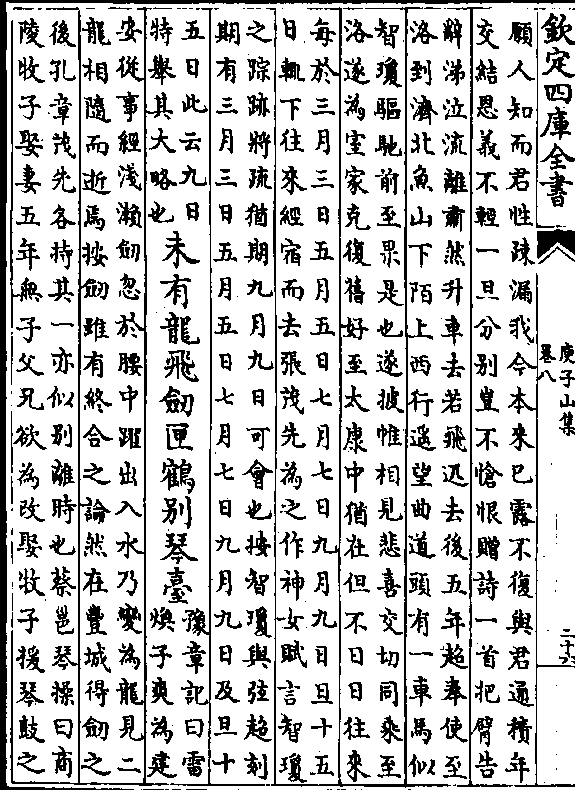 欽定四庫全書
庾子山集
卷八
二十六
願人知而君性疎漏我今本來已露不復與君通積年
交結恩義不輕一旦分別豈不愴恨贈詩一首把臂告
辭涕泣流離肅然升車去若飛迅去後五年超奉使至
洛到濟北魚山下陌上西行遥望曲道頭有一車馬似
智瓊驅馳前至果是也遂披帷相見悲喜交切同乘至
洛遂為室家克復舊好至太康中猶在但不日日往來
每於三月三日五月五日七月七日九月九日旦十五
日輒下往來經宿而去張茂先為之作神女賦言智瓊
之踪跡將疏猶期九月九日可會也按智瓊與弦超刻
期有三月三日五月五日七月七日九月九日及旦十
五日此云九日
特舉其大略也
未有龍飛劒匣鶴别琴臺
豫章記曰雷
煥子爽為建
安從事經淺瀨劒忽於腰中躍出入水乃變為龍見二
龍相隨而逝焉按劒雖有終合之論然在豐城得劒之
後孔章茂先各持其一亦似别離時也蔡邕琴操曰商
陵牧子娶妻五年無子父兄欲為改娶牧子援琴鼓之